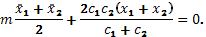 m (ẍ₁ + ẍ₂)/2 + 2c₁c₂(x₁ + x₂)/(c₁ + c₂) = 0.